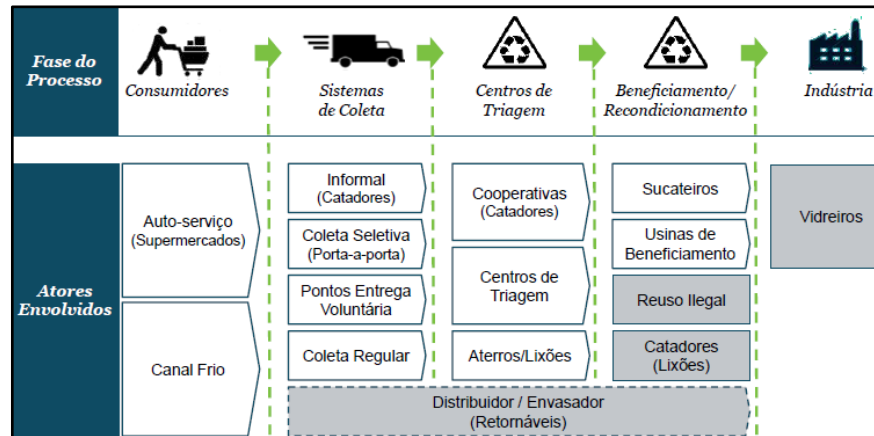 Fase do
Processo
Consumidores
Sistemas
de Coleta
Centros de
Triagem
Beneficiamento/
Recondicionamento
Indústria
Atores
Envolvidos
Auto-serviço
(Supermercados)
Canal Frio
Informal
(Catadores)
Coleta Seletiva
(Porta-a-porta)
Pontos Entrega
Voluntária
Coleta Regular
Cooperativas
(Catadores)
Centros de
Triagem
Aterros/Lixões
Sucateiros
Usinas de
Beneficiamento
Reuso Ilegal
Catadores
(Lixões)
Vidreiros
Distribuidor / Envasador
(Retornáveis)